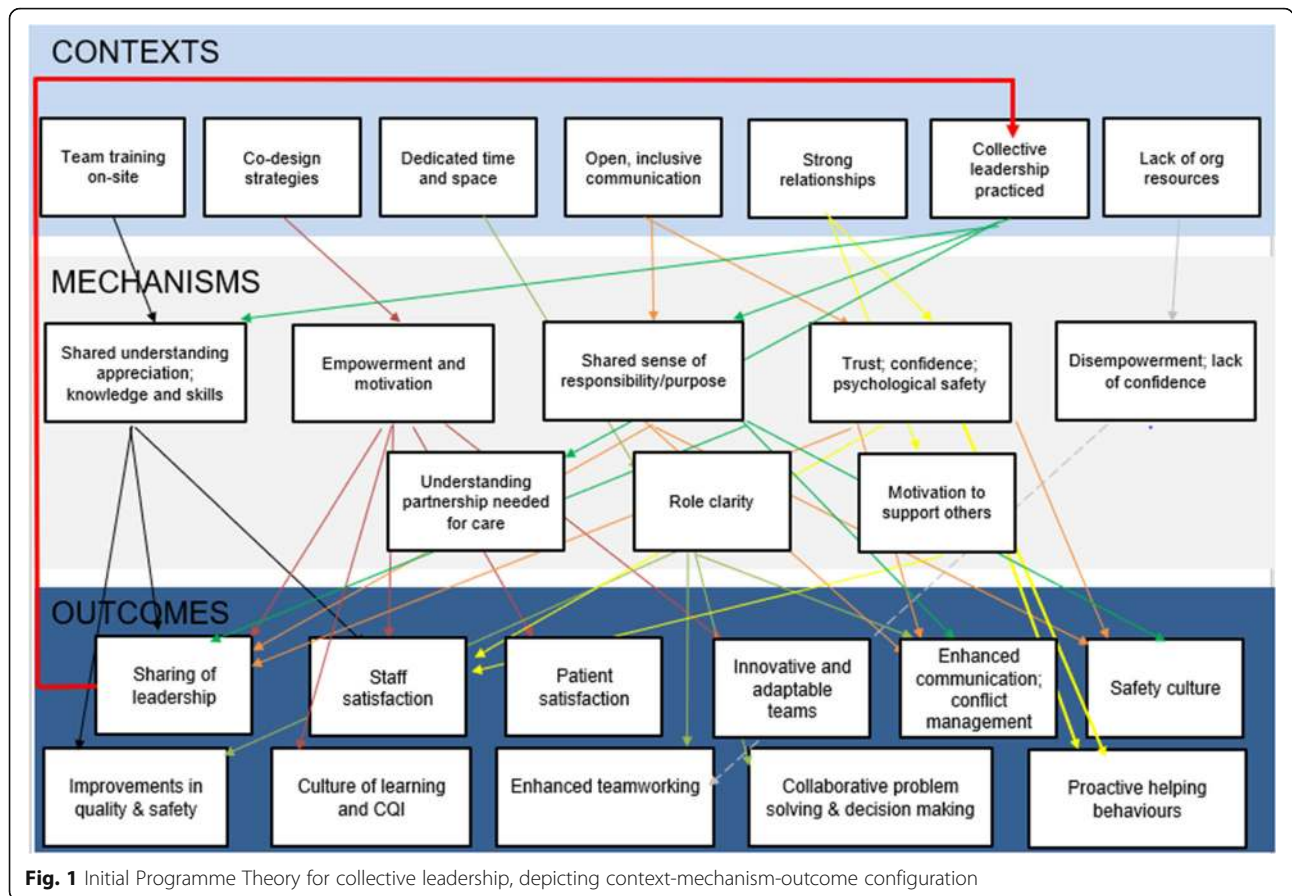 CONTEXTS
Team training
on-site
Co-design
strategies
Dedicated time
and space
Open, inclusive
communication
Strong
relationships
Collective
leadership
practiced
Lack of org
resources
MECHANISMS
Shared understanding
appreciation;
knowledge and skills
Empowerment and
motivation
Shared sense of
responsibility/purpose
Trust; confidence;
psychological safety
Disempowerment; lack
of confidence
Understanding
partnership needed
for care
Role clarity
Motivation to
support others
OUTCOMES
Sharing of
leadership
Staff
satisfaction
Patient
satisfaction
Innovative and
adaptable
teams
Enhanced
communication;
conflict
management
Safety culture
Improvements in
quality & safety
Culture of learning
and CQI
Enhanced teamworking
Collaborative problem
solving & decision making
Proactive helping
behaviours
Fig. 1 Initial Programme Theory for collective leadership, depicting context-mechanism-outcome configuration